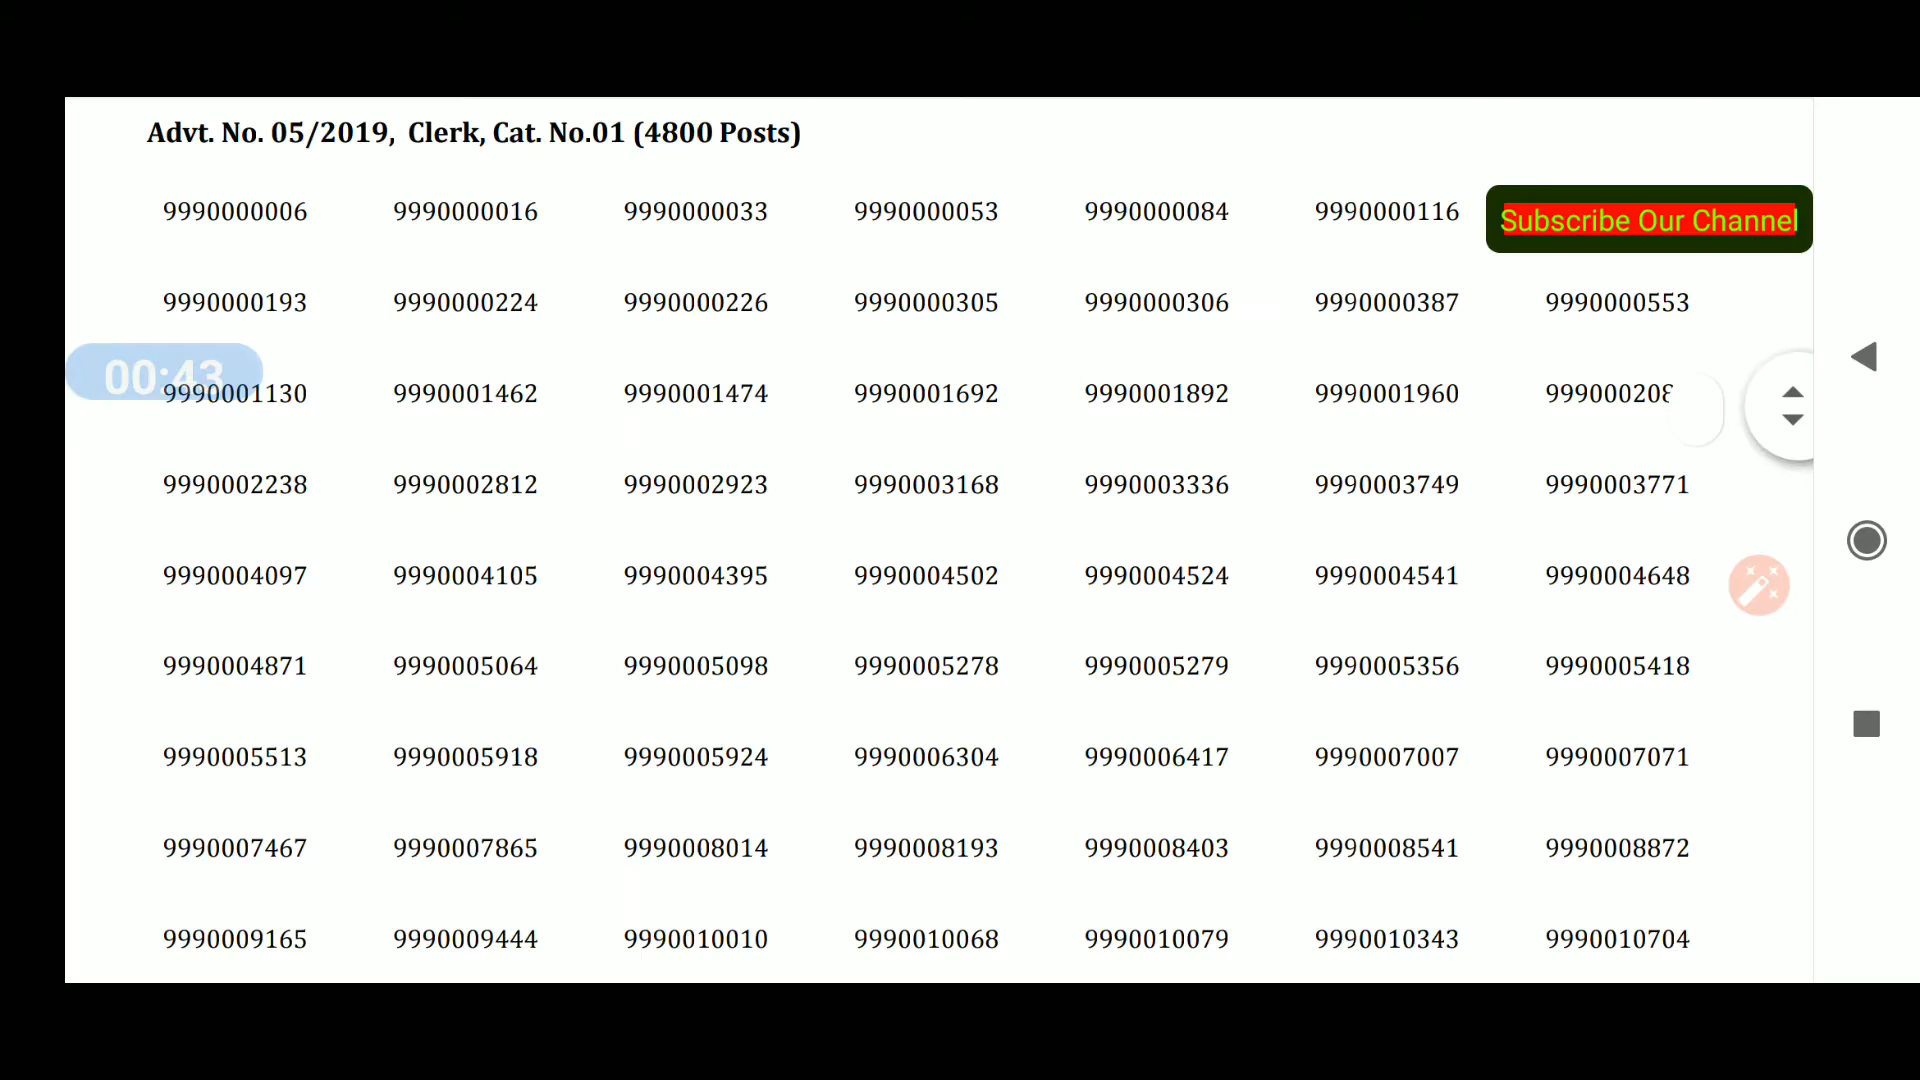 Advt. No. 05/2019, Clerk, Cat. No.01 (4800 Posts)
9990000006 9990000016 9990000033 9990000053 9990000084 9990000116 Subscribe Our Channel
9990000193 9990000224 9990000226 9990000305 9990000306 9990000387 9990000553
00:43
9990001130 9990001462 9990001474 9990001692 9990001892 9990001960
9990002238 9990002812 9990002923 9990003168 9990003336 9990003749 9990003771
9990004097 9990004105 9990004395 9990004502 9990004524 9990004541 9990004648
9990004871 9990005064 9990005098 9990005278 9990005279 9990005356 9990005418
9990005513 9990005918 9990005924 9990006304 9990006417 9990007007 9990007071
9990007467 9990007865 9990008014 9990008193 9990008403 9990008541 9990008872
9990009165 9990009444 9990010010 9990010068 9990010079 9990010343 9990010704